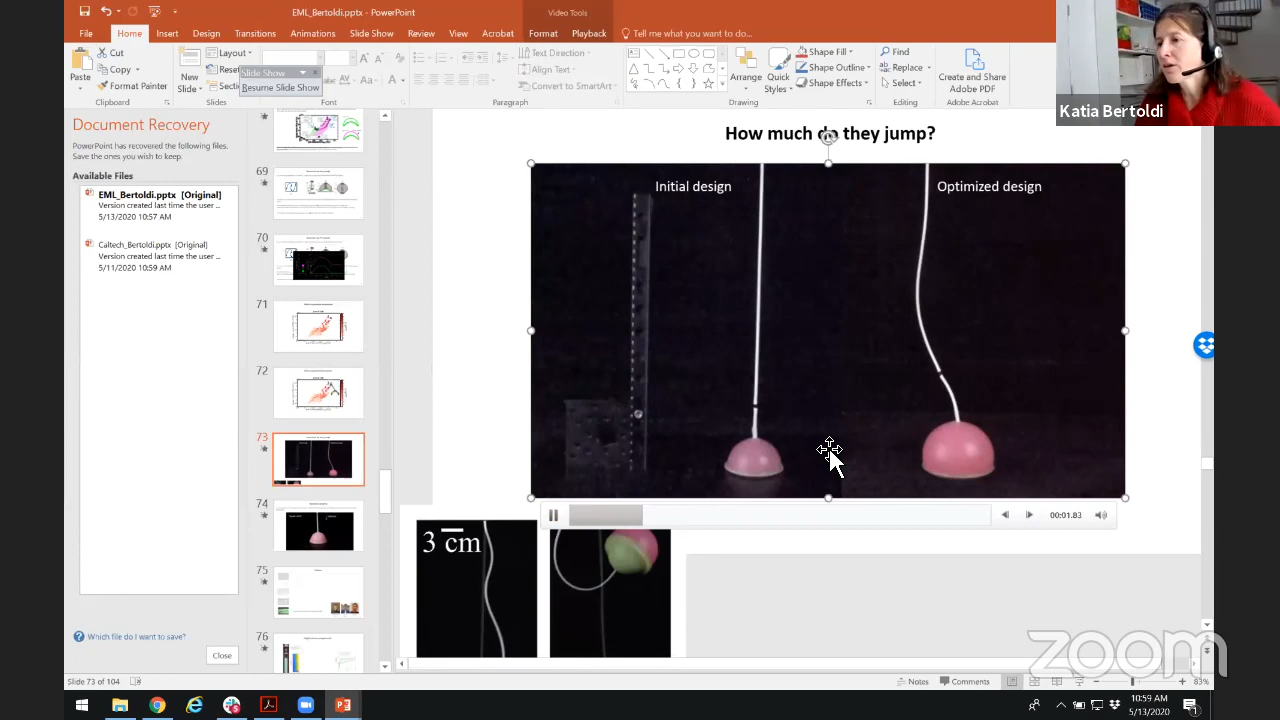 EML_Bertoldi.pptx - PowerPoint
Video Tools
File
Home
Insert
Design
Transitions
Animations
Slide Show
Review
View
Acrobat
Format
Playback
Tell me what you want to do...
Paste
Cut
Copy
Format Painter
Clipboard
New
Slide
Layout
Slides
Slide Show
Resume Slide Show
Font
Text Direction
Align Text
Convert to SmartArt
Paragraph
Arrange
Quick
Styles
Shape Fill
Shape Outline
Shape Effects
Drawing
Find
Replace
Select
Editing
Create and Share
Adobe PDF
Adobe Acrobat
Katia Bertoldi
Document Recovery
PowerPoint has recovered the following files.
Save the ones you wish to keep.
Available Files
EML_Bertoldi.pptx [Original]
Version created last time the user ...
5/13/2020 10:57 AM
Caltech_Bertoldi.pptx [Original]
Version created last time the user ...
5/11/2020 10:59 AM
Which file do I want to save?
Close
69
70
71
72
73
74
75
76
How much do they jump?
Initial design
Optimized design
00:01.83
3 cm
zoom
Slide 73 of 104
Notes
Comments
83%
10:59 AM
5/13/2020